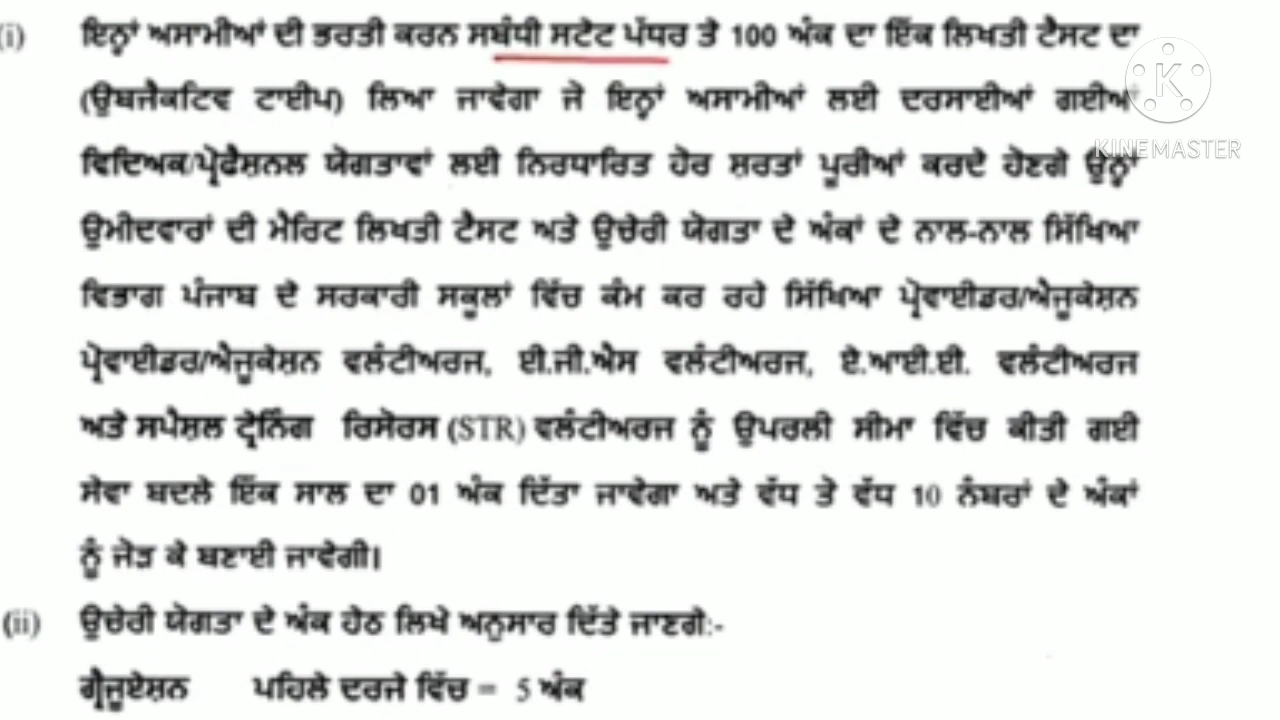 (i) ਇਨ੍ਹਾਂ ਅਸਾਮੀਆਂ ਦੀ ਭਰਤੀ ਕਰਨ ਸਬੰਧੀ ਸਟੇਟ ਪੱਧਰ ਤੇ 100 ਅੰਕ ਦਾ ਇੱਕ ਲਿਖਤੀ ਟੈਸਟ ਦਾ
(ਉਬਜੈਕਟਿਵ ਟਾਈਪ) ਲਿਆ ਜਾਵੇਗਾ ਜੋ ਇਨ੍ਹਾਂ ਅਸਾਮੀਆਂ ਲਈ ਦਰਸਾਈਆਂ ਗਈਆਂ
ਵਿਦਿਅਕ/ਪ੍ਰੋਫੈਸ਼ਨਲ ਯੋਗਤਾਵਾਂ ਲਈ ਨਿਰਧਾਰਿਤ ਹੋਰ ਸ਼ਰਤਾਂ ਪੂਰੀਆਂ ਕਰਦੇ ਹੋਣਗੇ ਉਨ੍ਹਾਂ
ਉਮੀਦਵਾਰਾਂ ਦੀ ਮੈਰਿਟ ਲਿਖਤੀ ਟੈਸਟ ਅਤੇ ਉਚੇਰੀ ਯੋਗਤਾ ਦੇ ਅੰਕਾਂ ਦੇ ਨਾਲ-ਨਾਲ ਸਿੱਖਿਆ
ਵਿਭਾਗ ਪੰਜਾਬ ਦੇ ਸਰਕਾਰੀ ਸਕੂਲਾਂ ਵਿੱਚ ਕੰਮ ਕਰ ਰਹੇ ਸਿੱਖਿਆ ਪ੍ਰੋਵਾਈਡਰ/ਐਜੂਕੇਸ਼ਨ
ਪ੍ਰੋਵਾਈਡਰ/ਐਜੂਕੇਸ਼ਨ ਵਲੰਟੀਅਰਜ, ਈ.ਜੀ.ਐਸ ਵਲੰਟੀਅਰਜ, ਏ.ਆਈ.ਈ. ਵਲੰਟੀਅਰਜ
ਅਤੇ ਸਪੈਸ਼ਲ ਟ੍ਰੇਨਿੰਗ ਰਿਸੋਰਸ (STR) ਵਲੰਟੀਅਰਜ ਨੂੰ ਉਪਰਲੀ ਸੀਮਾ ਵਿੱਚ ਕੀਤੀ ਗਈ
ਸੇਵਾ ਬਦਲੇ ਇੱਕ ਸਾਲ ਦਾ 01 ਅੰਕ ਦਿੱਤਾ ਜਾਵੇਗਾ ਅਤੇ ਵੱਧ ਤੇ ਵੱਧ 10 ਨੰਬਰਾਂ ਦੇ ਅੰਕਾਂ
ਨੂੰ ਜੋੜ ਕੇ ਬਣਾਈ ਜਾਵੇਗੀ।
(ii) ਉਚੇਰੀ ਯੋਗਤਾ ਦੇ ਅੰਕ ਹੇਠ ਲਿਖੇ ਅਨੁਸਾਰ ਦਿੱਤੇ ਜਾਣਗੇ:-
ਗ੍ਰੈਜੂਏਸ਼ਨ ਪਹਿਲੇ ਦਰਜੇ ਵਿੱਚ = 5 ਅੰਕ
K
KINEMASTER